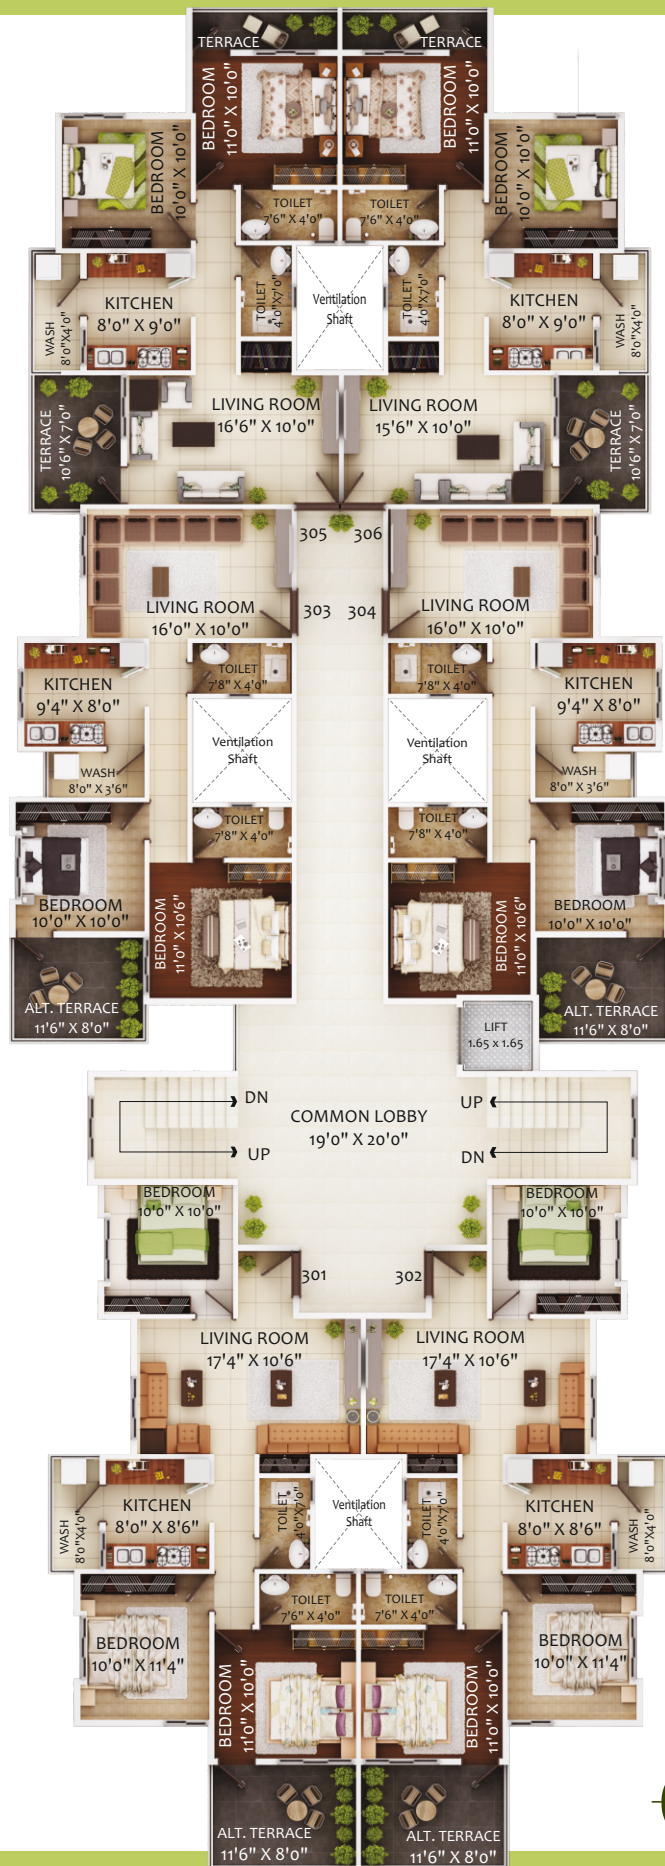 TERRACE
TERRACE
BEDROOM
11'0" X 10'0"
BEDROOM
11'0" X 10'0"
BEDROOM
10'0" X 10'0"
BEDROOM
10'0" X 10'0"
TOILET
7'6" X 4'0"
TOILET
7'6" X 4'0"
TOILET
4'0"X7'0"
Ventilation
Shaft
TOILET
4'0"X7'0"
KITCHEN
8'0" X 9'0"
KITCHEN
8'0" X 9'0"
WASH
8'0"X4'0"
WASH
8'0"X4'0"
LIVING ROOM
16'6" X 10'0"
LIVING ROOM
15'6" X 10'0"
TERRACE
10'6" X 7'0"
TERRACE
10'6" X 7'0"
305 306
303 304
LIVING ROOM
16'0" X 10'0"
LIVING ROOM
16'0" X 10'0"
TOILET
7'8" X 4'0"
TOILET
7'8" X 4'0"
KITCHEN
9'4" X 8'0"
KITCHEN
9'4" X 8'0"
Ventilation
Shaft
Ventilation
Shaft
WASH
8'0" X 3'6"
WASH
8'0" X 3'6"
TOILET
7'8" X 4'0"
TOILET
7'8" X 4'0"
BEDROOM
10'0" X 10'0"
BEDROOM
11'0" X 10'6"
BEDROOM
11'0" X 10'6"
BEDROOM
10'0" X 10'0"
ALT. TERRACE
11'6" X 8'0"
ALT. TERRACE
11'6" X 8'0"
LIFT
1.65 x 1.65
DN
UP
COMMON LOBBY
19'0" X 20'0"
UP
DN
BEDROOM
10'0" X 10'0"
BEDROOM
10'0" X 10'0"
301
302
LIVING ROOM
17'4" X 10'6"
LIVING ROOM
17'4" X 10'6"
KITCHEN
8'0" X 8'6"
KITCHEN
8'0" X 8'6"
WASH
8'0"X4'0"
WASH
8'0"X4'0"
TOILET
4'0"X7'0"
Ventilation
Shaft
TOILET
4'0"X7'0"
TOILET
7'6" X 4'0"
TOILET
7'6" X 4'0"
BEDROOM
10'0" X 11'4"
BEDROOM
10'0" X 11'4"
BEDROOM
11'0" X 10'0"
BEDROOM
11'0" X 10'0"
ALT. TERRACE
11'6" X 8'0"
ALT. TERRACE
11'6" X 8'0"